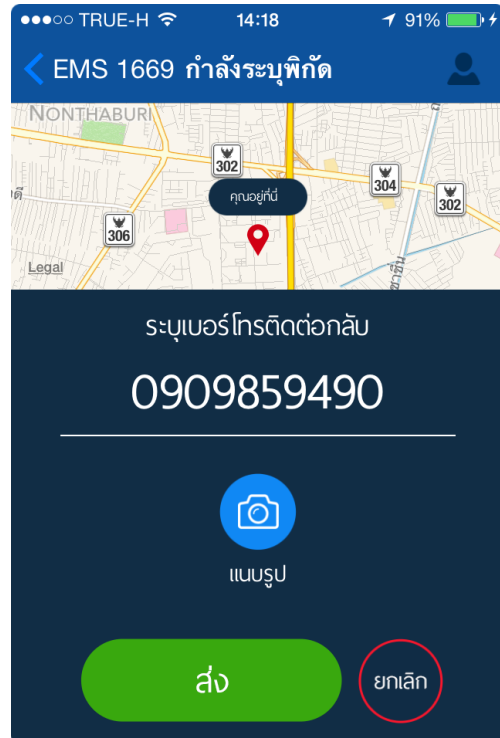 TRUE-H 14:18 91%
EMS 1669 กำลังระบุพิกัด
NONTHABURI
302
304
302
คุณอยู่ที่นี่
306
Legal
ระบุเบอร์โทรติดต่อกลับ
0909859490
แนบรูป
ส่ง
ยกเลิก